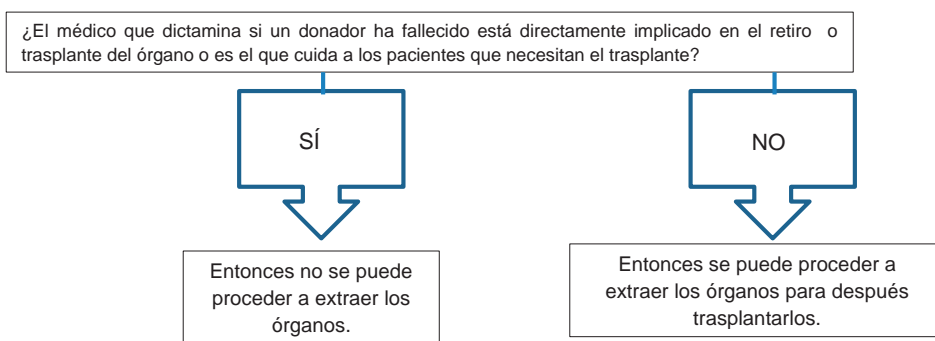 ¿El médico que dictamina si un donador ha fallecido está directamente implicado en el retiro o
trasplante del órgano o es el que cuida a los pacientes que necesitan el trasplante?
SÍ
NO
Entonces no se puede
proceder a extraer los
órganos.
Entonces se puede proceder a
extraer los órganos para después
trasplantarlos.